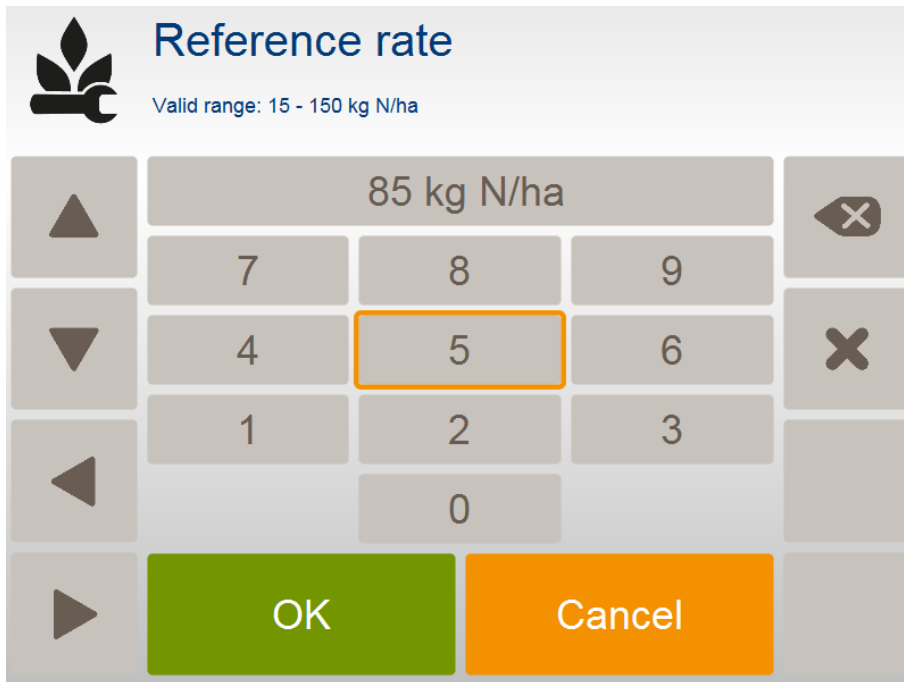 Reference rate
Valid range: 15 - 150 kg N/ha
85 kg N/ha
7 8 9
4 5 6
1 2 3
0
OK Cancel